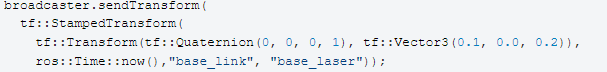 broadcaster.sendTransform(
  tf::StampedTransform(
    tf::Transform(tf::Quaternion(0, 0, 0, 1), tf::Vector3(0.1, 0.0, 0.2)),
    ros::Time::now(),"base_link", "base_laser"));